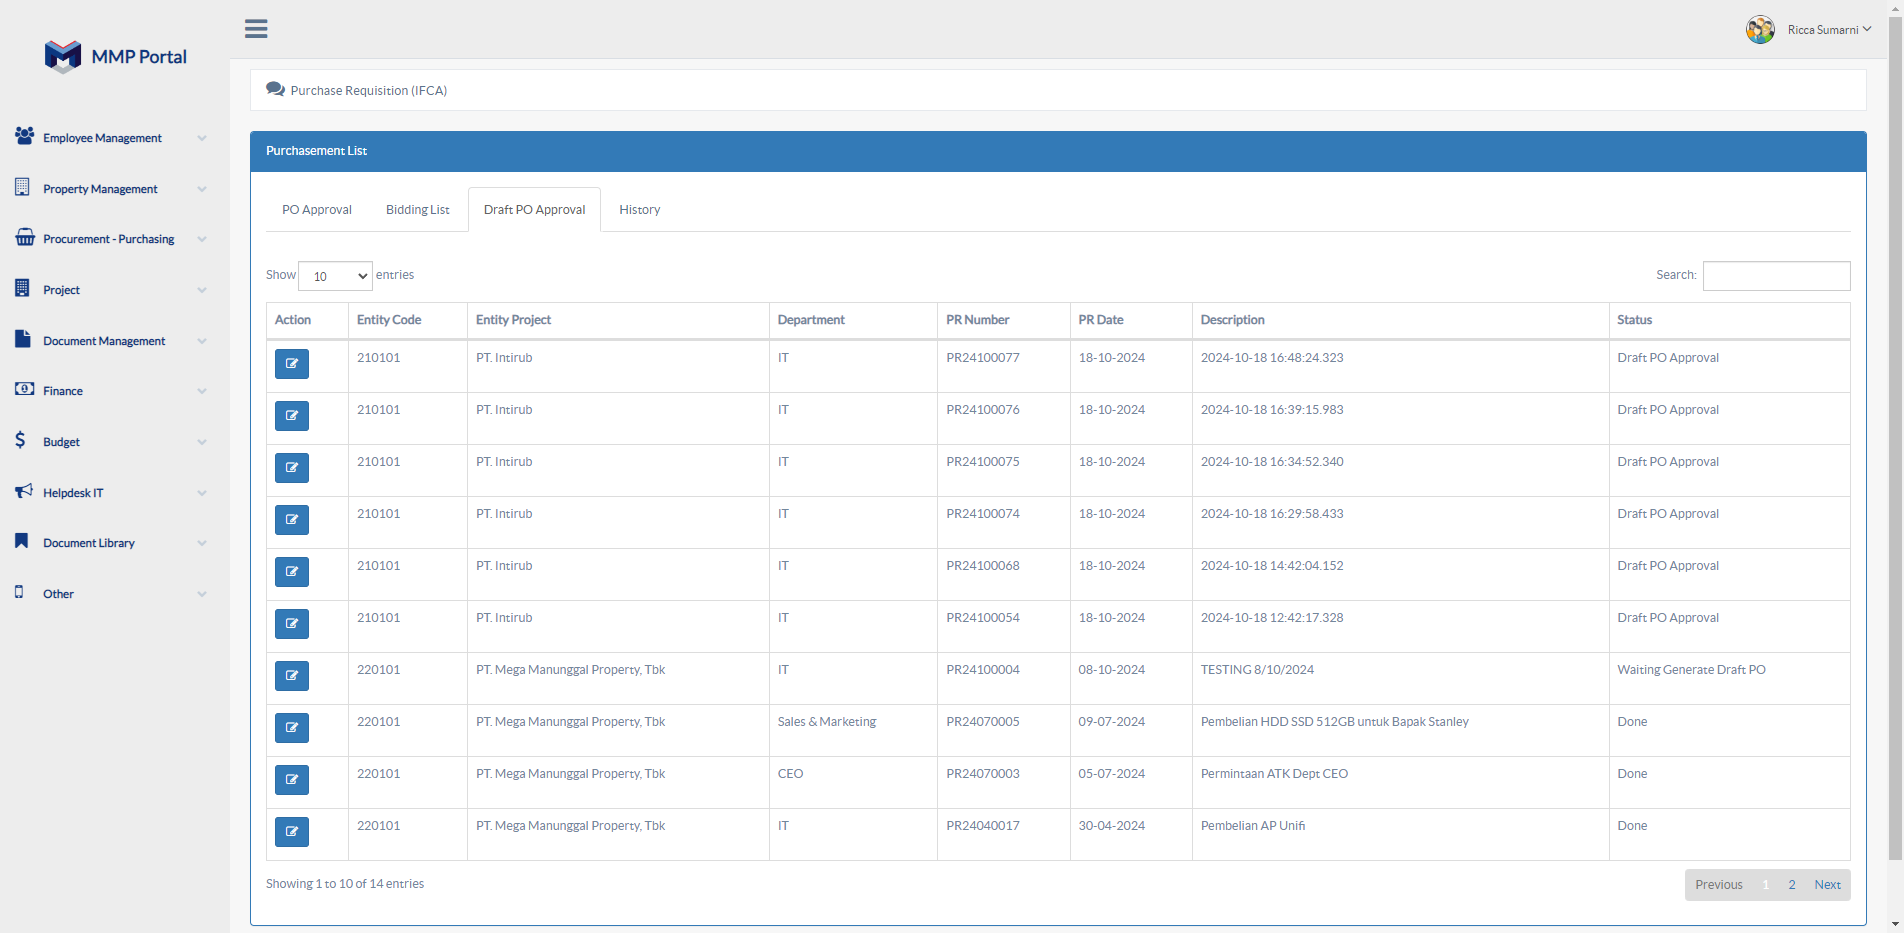 MMP Portal
Ricca Sumarni
Employee Management
Property Management
Procurement - Purchasing
Project
Document Management
Finance
Budget
Helpdesk IT
Document Library
Other
Purchase Requisition (IFCA)
Purchasement List
PO Approval Bidding List Draft PO Approval History
Show 10 entries Search:
Action Entity Code Entity Project Department PR Number PR Date Description Status
210101 PT. Intirub IT PR24100077 18-10-2024 2024-10-18 16:48:24.323 Draft PO Approval
210101 PT. Intirub IT PR24100076 18-10-2024 2024-10-18 16:39:15.983 Draft PO Approval
210101 PT. Intirub IT PR24100075 18-10-2024 2024-10-18 16:34:52.340 Draft PO Approval
210101 PT. Intirub IT PR24100074 18-10-2024 2024-10-18 16:29:58.433 Draft PO Approval
210101 PT. Intirub IT PR24100068 18-10-2024 2024-10-18 14:42:04.152 Draft PO Approval
210101 PT. Intirub IT PR24100054 18-10-2024 2024-10-18 12:42:17.328 Draft PO Approval
220101 PT. Mega Manunggal Property, Tbk IT PR24100004 08-10-2024 TESTING 8/10/2024 Waiting Generate Draft PO
220101 PT. Mega Manunggal Property, Tbk Sales & Marketing PR24070005 09-07-2024 Pembelian HDD SSD 512GB untuk Bapak Stanley Done
220101 PT. Mega Manunggal Property, Tbk CEO PR24070003 05-07-2024 Permintaan ATK Dept CEO Done
220101 PT. Mega Manunggal Property, Tbk IT PR24040017 30-04-2024 Pembelian AP Unifi Done
Showing 1 to 10 of 14 entries Previous 1 2 Next